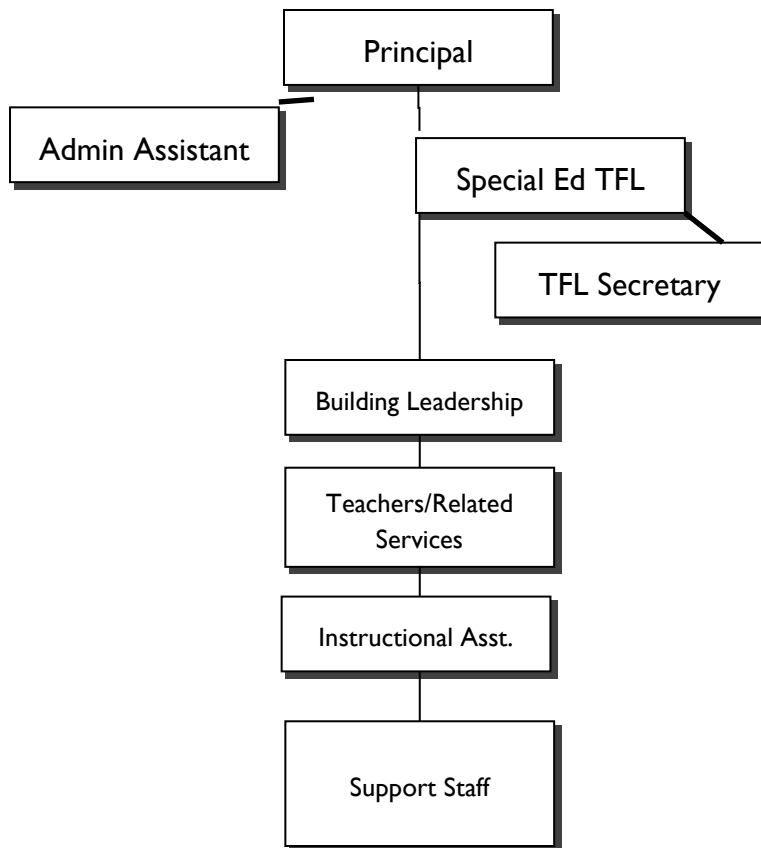 Principal
Admin Assistant
Special Ed TFL
TFL Secretary
Building Leadership
Teachers/Related
Services
Instructional Asst.
Support Staff